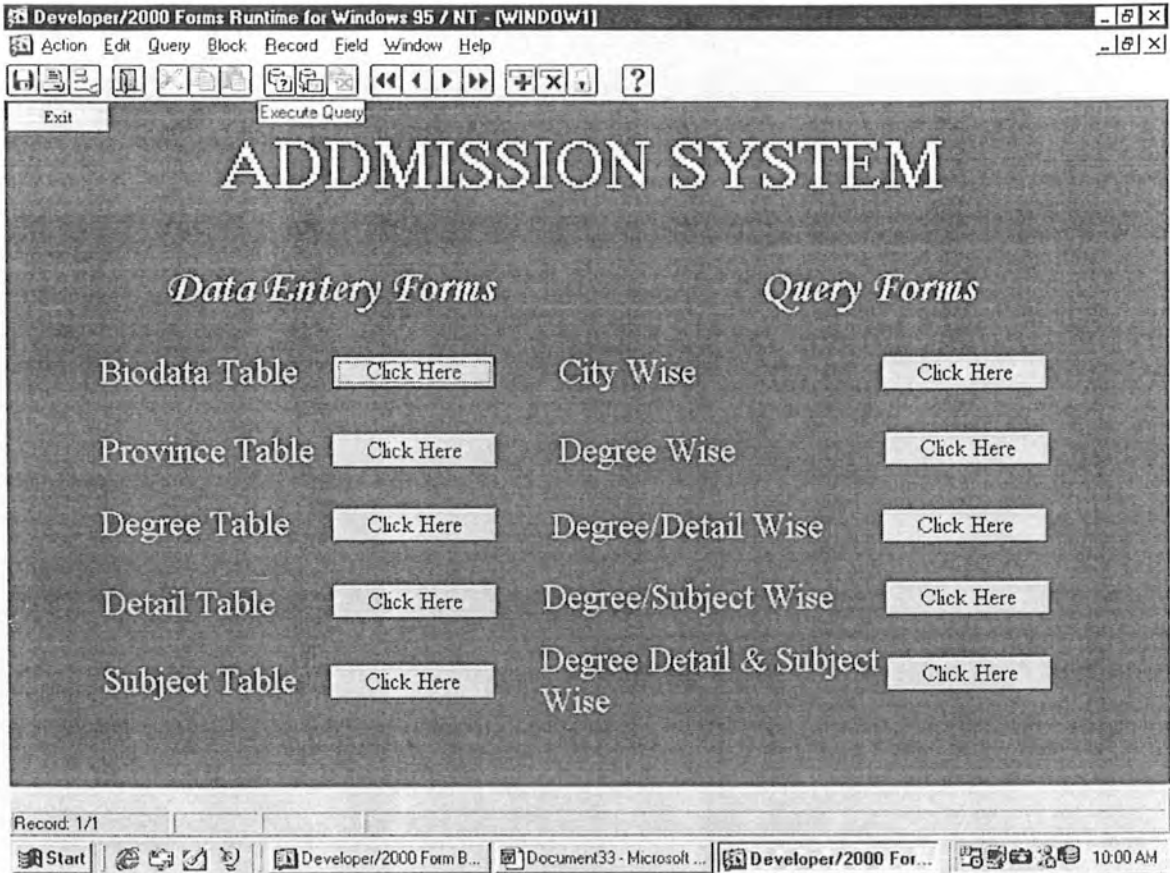 Developer/2000 Forms Runtime for Windows 95 / NT - [WINDOW1]
Action Edit Query Block Record Field Window Help
Exit
Execute Query
ADDMISSION SYSTEM
Data Entery Forms
Query Forms
Biodata Table Click Here
City Wise Click Here
Province Table Click Here
Degree Wise Click Here
Degree Table Click Here
Degree/Detail Wise Click Here
Detail Table Click Here
Degree/Subject Wise Click Here
Subject Table Click Here
Degree Detail & Subject Click Here
Wise
Record: 1/1
Start Developer/2000 Form B... Document33 - Microsoft ... Developer/2000 For... 10:00 AM